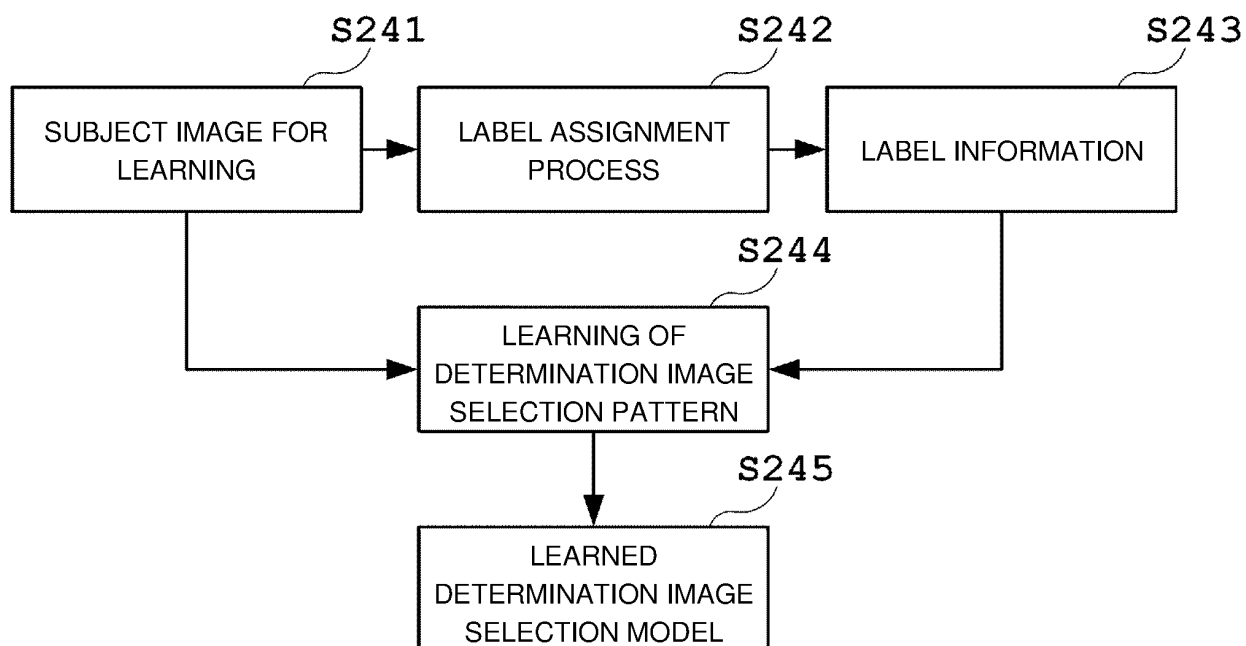 S241
S242
S243
SUBJECT IMAGE FOR
LEARNING
LABEL ASSIGNMENT
PROCESS
LABEL INFORMATION
S244
LEARNING OF
DETERMINATION IMAGE
SELECTION PATTERN
S245
LEARNED
DETERMINATION IMAGE
SELECTION MODEL